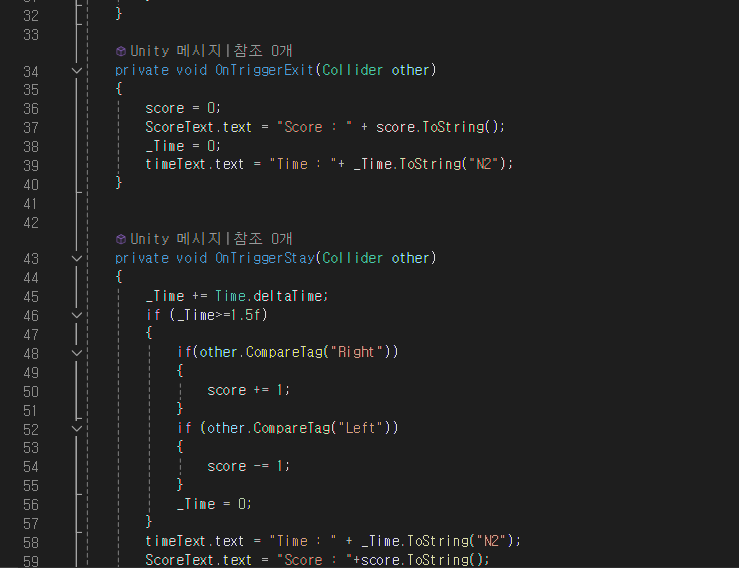 32 }
33
Unity 메시지 | 참조 0개
34 private void OnTriggerExit(Collider other)
35 {
36 score = 0;
37 ScoreText.text = "Score : " + score.ToString();
38 _Time = 0;
39 timeText.text = "Time : "+ _Time.ToString("N2");
40 }
41
42
Unity 메시지 | 참조 0개
43 private void OnTriggerStay(Collider other)
44 {
45 _Time += Time.deltaTime;
46 if (_Time>=1.5f)
47 {
48 if(other.CompareTag("Right"))
49 {
50 score += 1;
51 }
52 if (other.CompareTag("Left"))
53 {
54 score -= 1;
55 }
56 _Time = 0;
57 }
58 timeText.text = "Time : " + _Time.ToString("N2");
59 ScoreText.text = "Score : "+score.ToString();